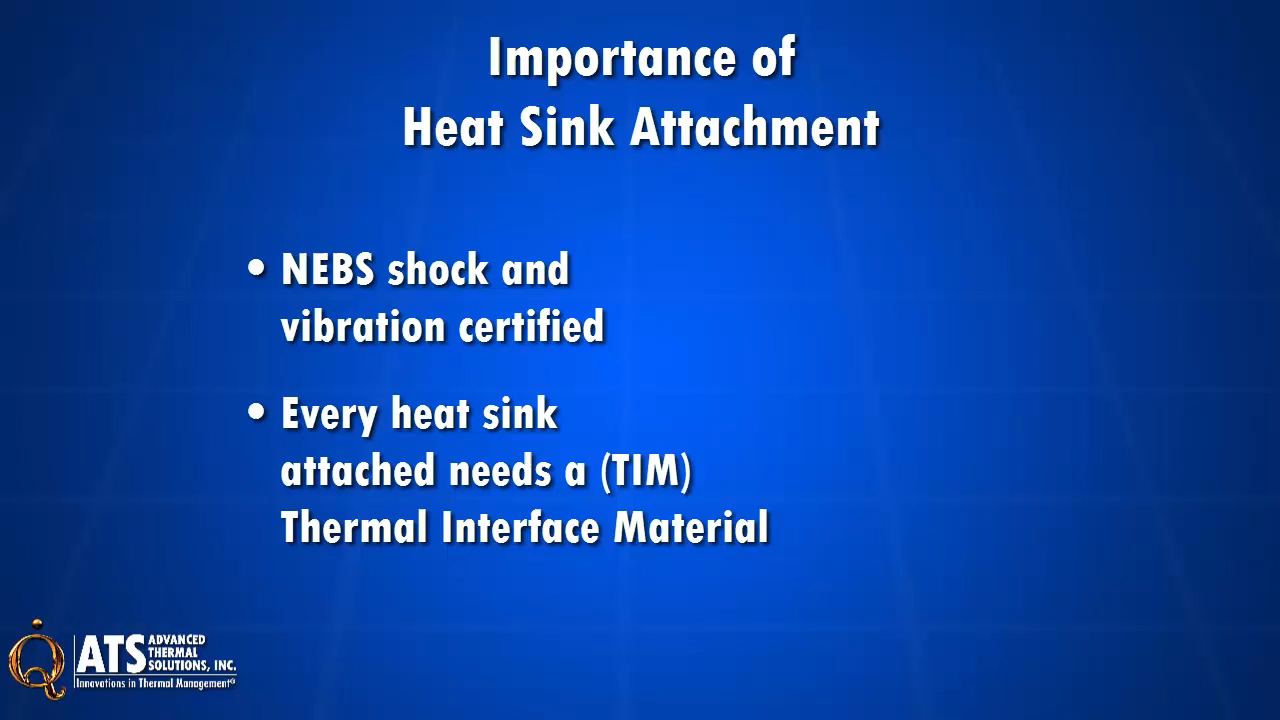 Importance of
Heat Sink Attachment
• NEBS shock and
vibration certified
• Every heat sink
attached needs a (TIM)
Thermal Interface Material
ATS ADVANCED
THERMAL
SOLUTIONS, INC.
Innovations in Thermal Management®